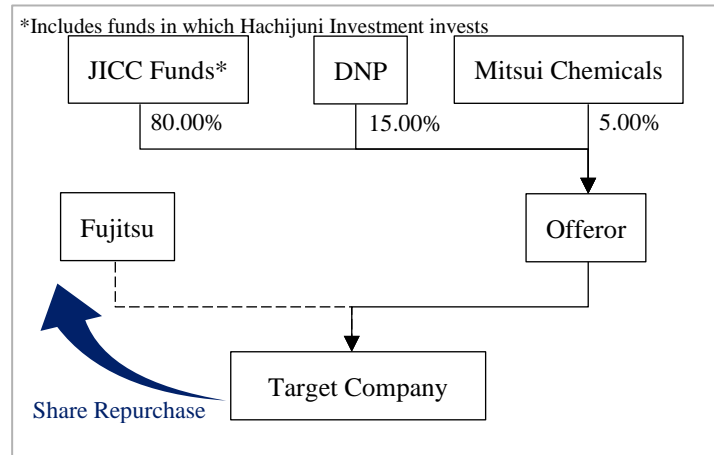 *Includes funds in which Hachijuni Investment invests
JICC Funds*
DNP
Mitsui Chemicals
80.00%
15.00%
5.00%
Fujitsu
Offeror
Target Company
Share Repurchase